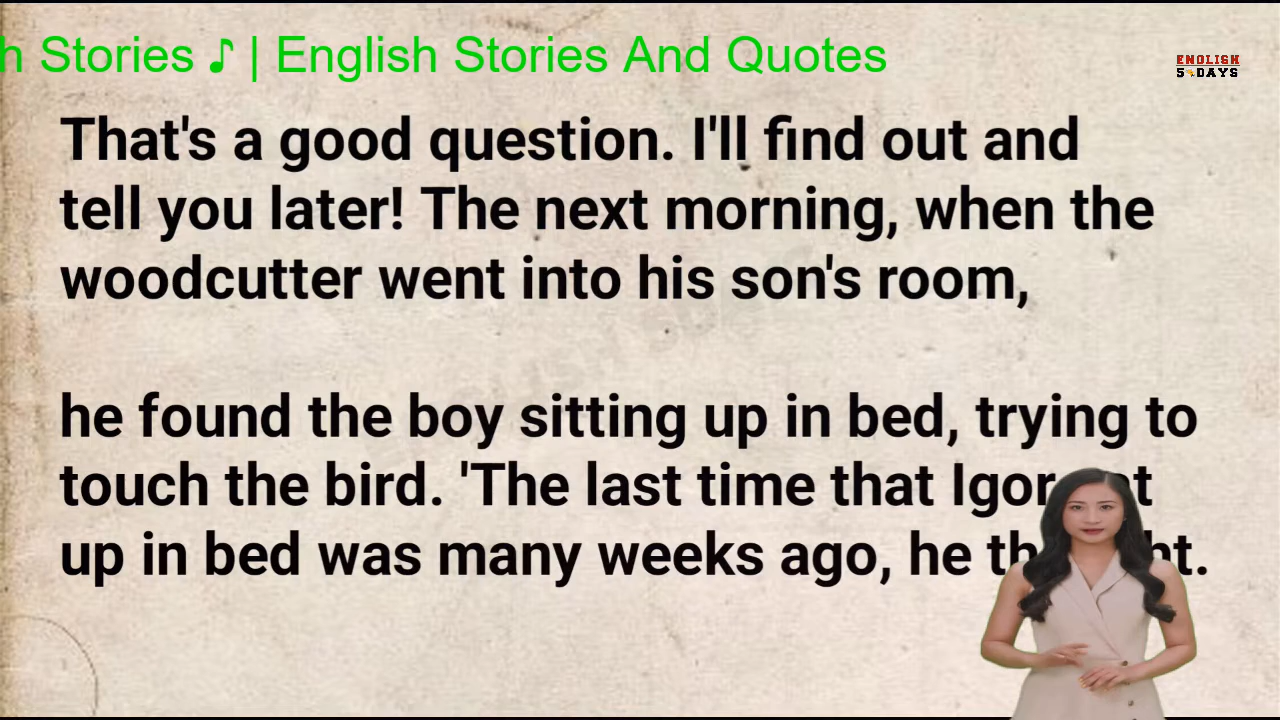 h Stories ♪ | English Stories And Quotes
ENGLISH
5 DAYS
That's a good question. I'll find out and
tell you later! The next morning, when the
woodcutter went into his son's room,
he found the boy sitting up in bed, trying to
touch the bird. 'The last time that Igor
up in bed was many weeks ago, he